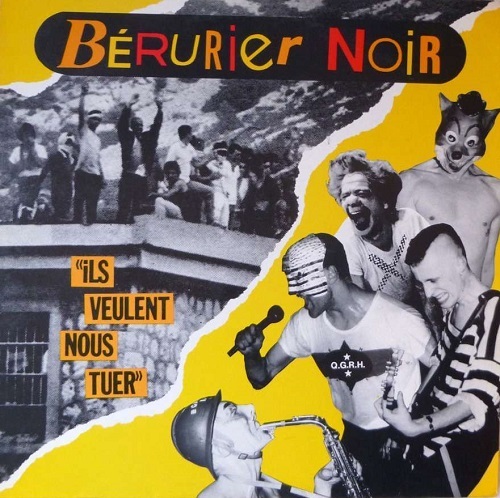 BÉRURiEr NOiR
“iLS
VEULENT
NOUS
TUER”
Q.G.R.H.